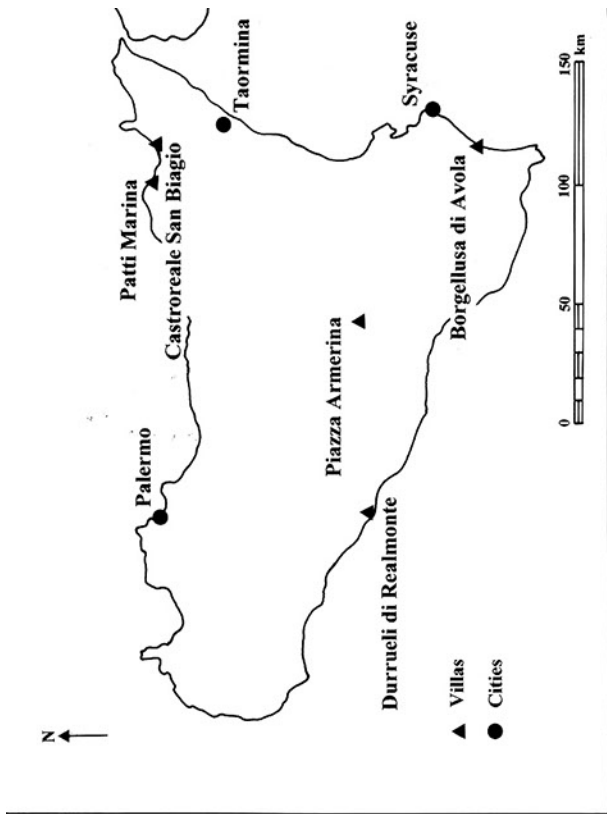 N
Palermo
Patti Marina
Castroreale San Biagio
Taormina
Piazza Armerina
Syracuse
Durrueli di Realmonte
Borgellusa di Avola
Villas
Cities
0
50
100
150
km